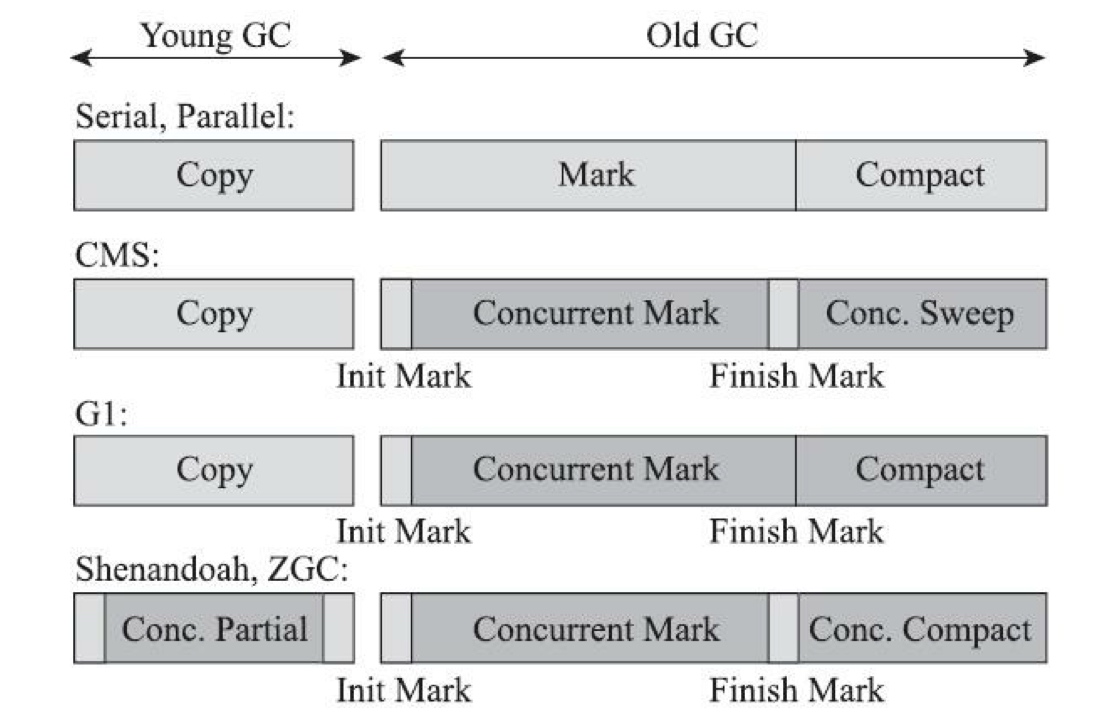 Young GC Old GC
Serial, Parallel:
Copy Mark Compact
CMS:
Copy Concurrent Mark Conc. Sweep
Init Mark Finish Mark
G1:
Copy Concurrent Mark Compact
Init Mark Finish Mark
Shenandoah, ZGC:
Conc. Partial Concurrent Mark Conc. Compact
Init Mark Finish Mark